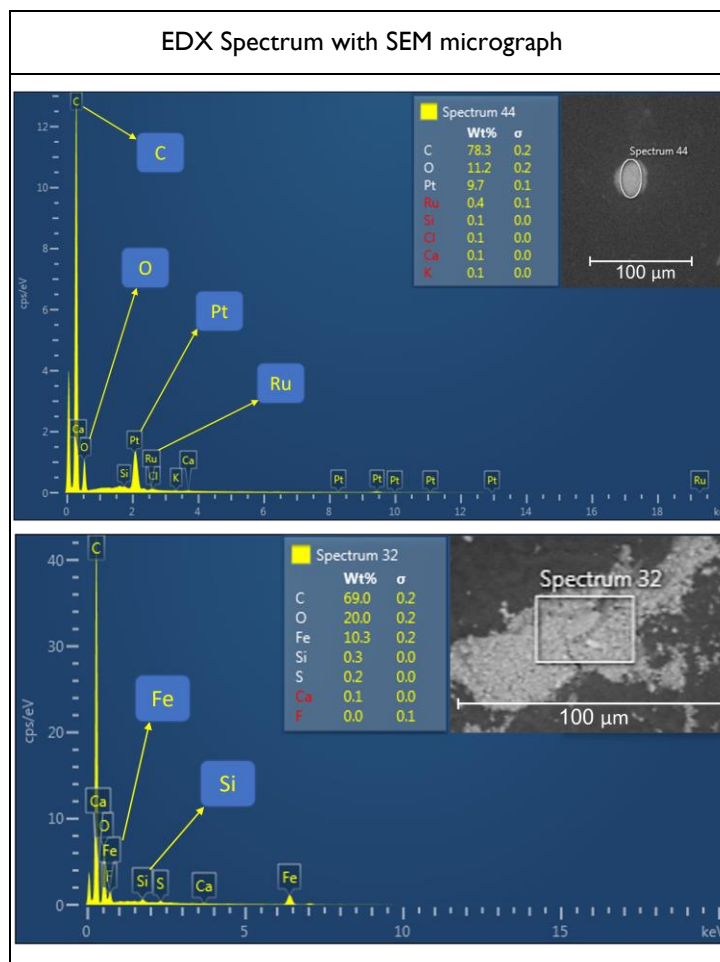 EDX Spectrum with SEM micrograph
Spectrum 44
Wt% σ
C 78.3 0.2
O 11.2 0.2
Pt 9.7 0.1
Ru 0.4 0.1
Si 0.1 0.0
Cl 0.1 0.0
Ca 0.1 0.0
K 0.1 0.0
Spectrum 44
100 µm
C
C
O
Pt
Ru
12
10
8
6
4
2
0
cps/eV
Ca
O
Si
Pt
Ru
Cl
K
Ca
Pt
Pt
Pt
Pt
Pt
Ru
0 2 4 6 8 10 12 14 16 18 ke
Spectrum 32
Wt% σ
C 69.0 0.2
O 20.0 0.2
Fe 10.3 0.2
Si 0.3 0.0
S 0.2 0.0
Ca 0.1 0.0
F 0.0 0.1
Spectrum 32
100 µm
C
Fe
Si
40
30
20
10
0
cps/eV
Ca
O
Fe
F
Si
S
Ca
Fe
0 5 10 15 keV